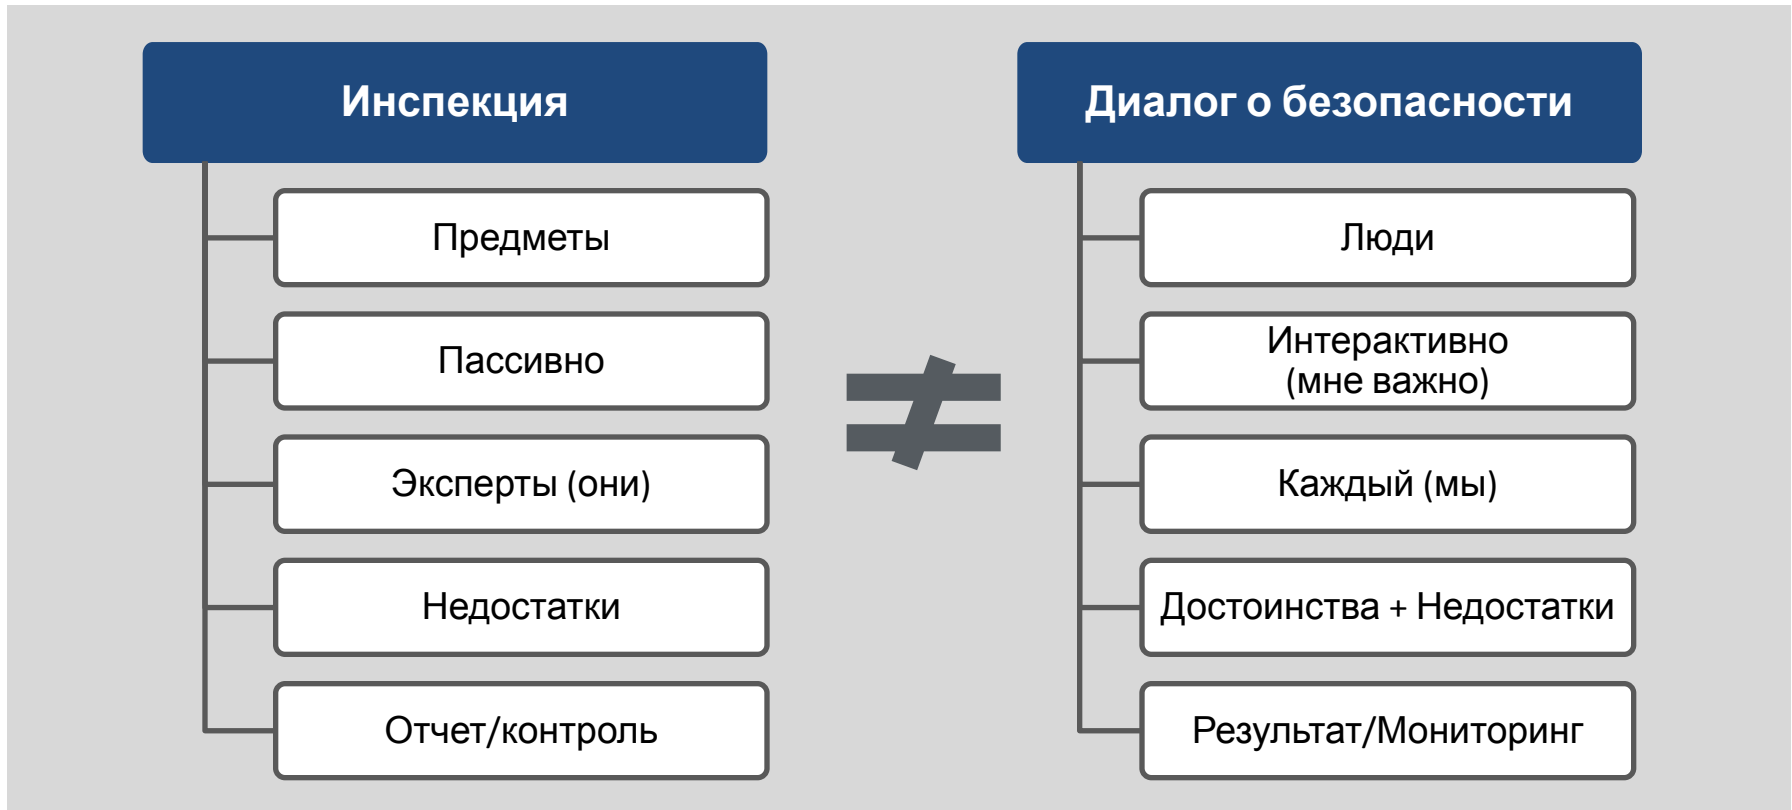 Инспекция
Предметы
Пассивно
Эксперты (они)
Недостатки
Отчет/контроль
≠
Диалог о безопасности
Люди
Интерактивно
(мне важно)
Каждый (мы)
Достоинства + Недостатки
Результат/Мониторинг